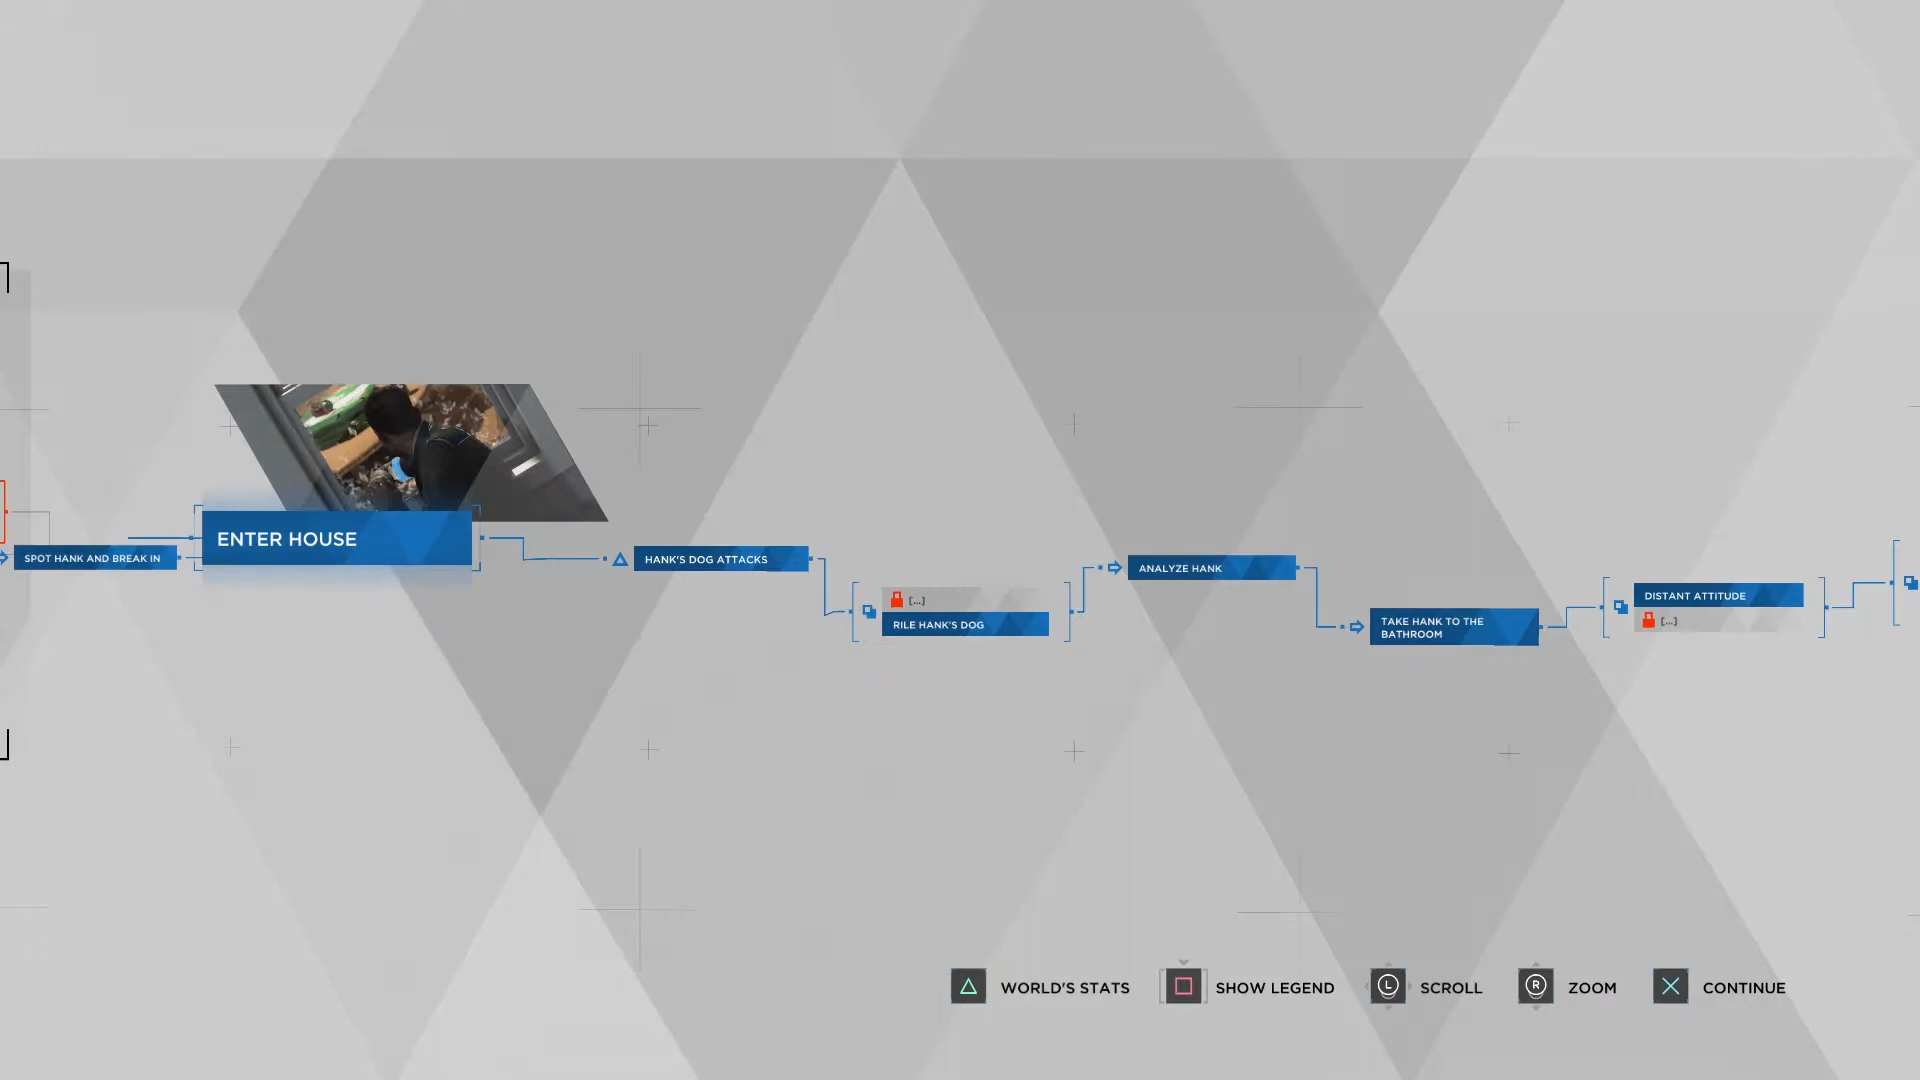 SPOT HANK AND BREAK IN
ENTER HOUSE
HANK'S DOG ATTACKS
[...]
RILE HANK'S DOG
ANALYZE HANK
TAKE HANK TO THE
BATHROOM
DISTANT ATTITUDE
[...]
WORLD'S STATS
SHOW LEGEND
L
SCROLL
R
ZOOM
CONTINUE